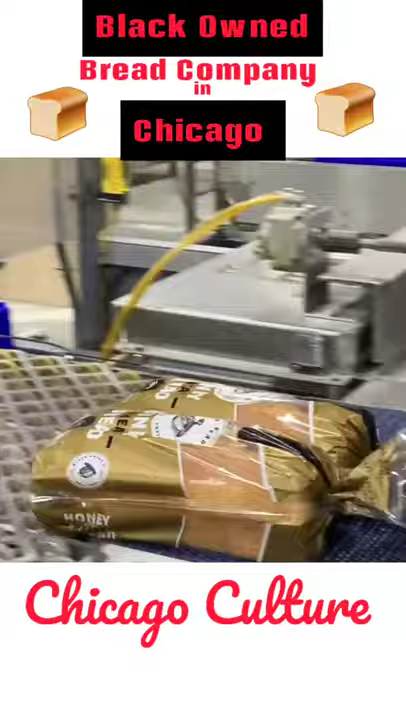 Black Owned
Bread Company
in
Chicago
HONEY
Chicago Culture